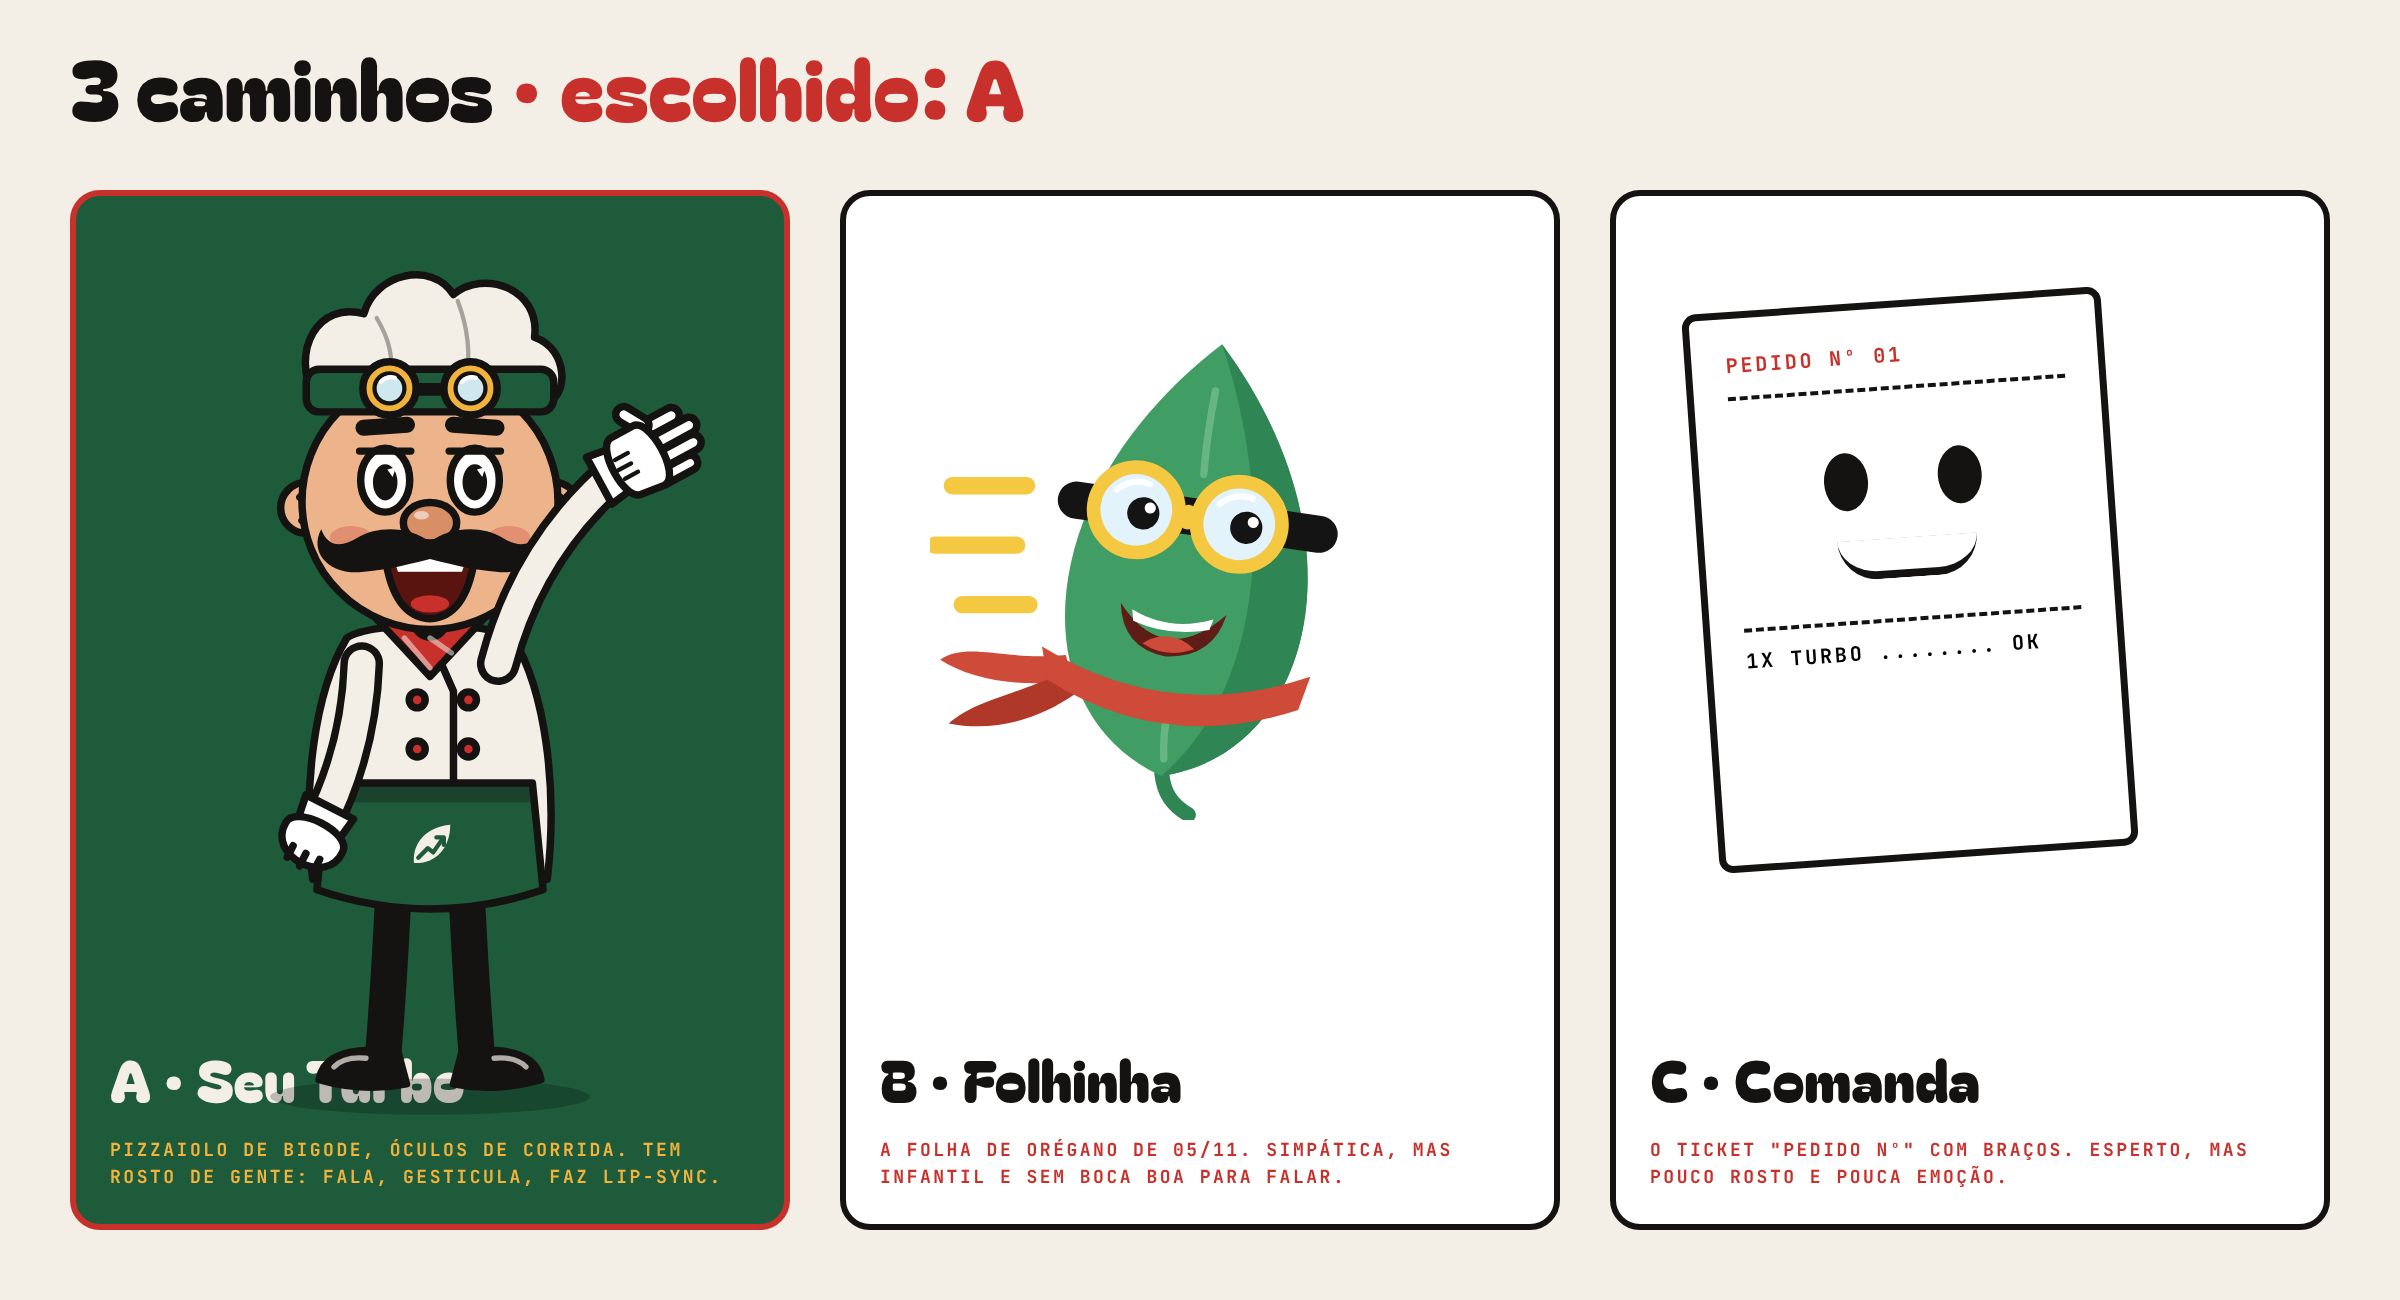 3 caminhos • escolhido: A
PEDIDO N° 01
1X TURBO ........ OK
A • Seu
PIZZAIOLO DE BIGODE, ÓCULOS DE CORRIDA. TEM
ROSTO DE GENTE: FALA, GESTICULA, FAZ LIP-SYNC.
B • Folhinha
A FOLHA DE ORÉGANO DE 05/11. SIMPÁTICA, MAS
INFANTIL E SEM BOCA BOA PARA FALAR.
C • Comanda
O TICKET "PEDIDO N°" COM BRAÇOS. ESPERTO, MAS
POUCO ROSTO E POUCA EMOÇÃO.